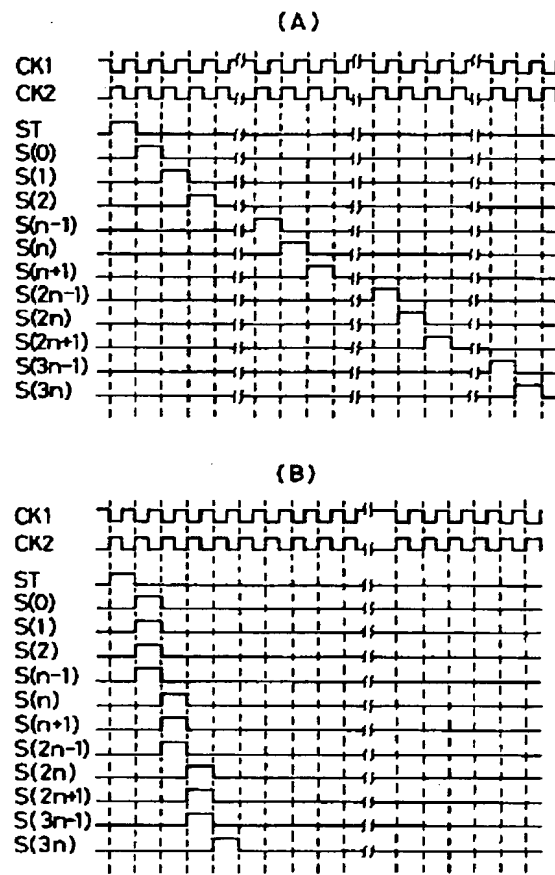 (A)
CK1
CK2
ST
S(0)
S(1)
S(2)
S(n-1)
S(n)
S(n+1)
S(2n-1)
S(2n)
S(2n+1)
S(3n-1)
S(3n)
(B)
CK1
CK2
ST
S(0)
S(1)
S(2)
S(n-1)
S(n)
S(n+1)
S(2n-1)
S(2n)
S(2n+1)
S(3n-1)
S(3n)